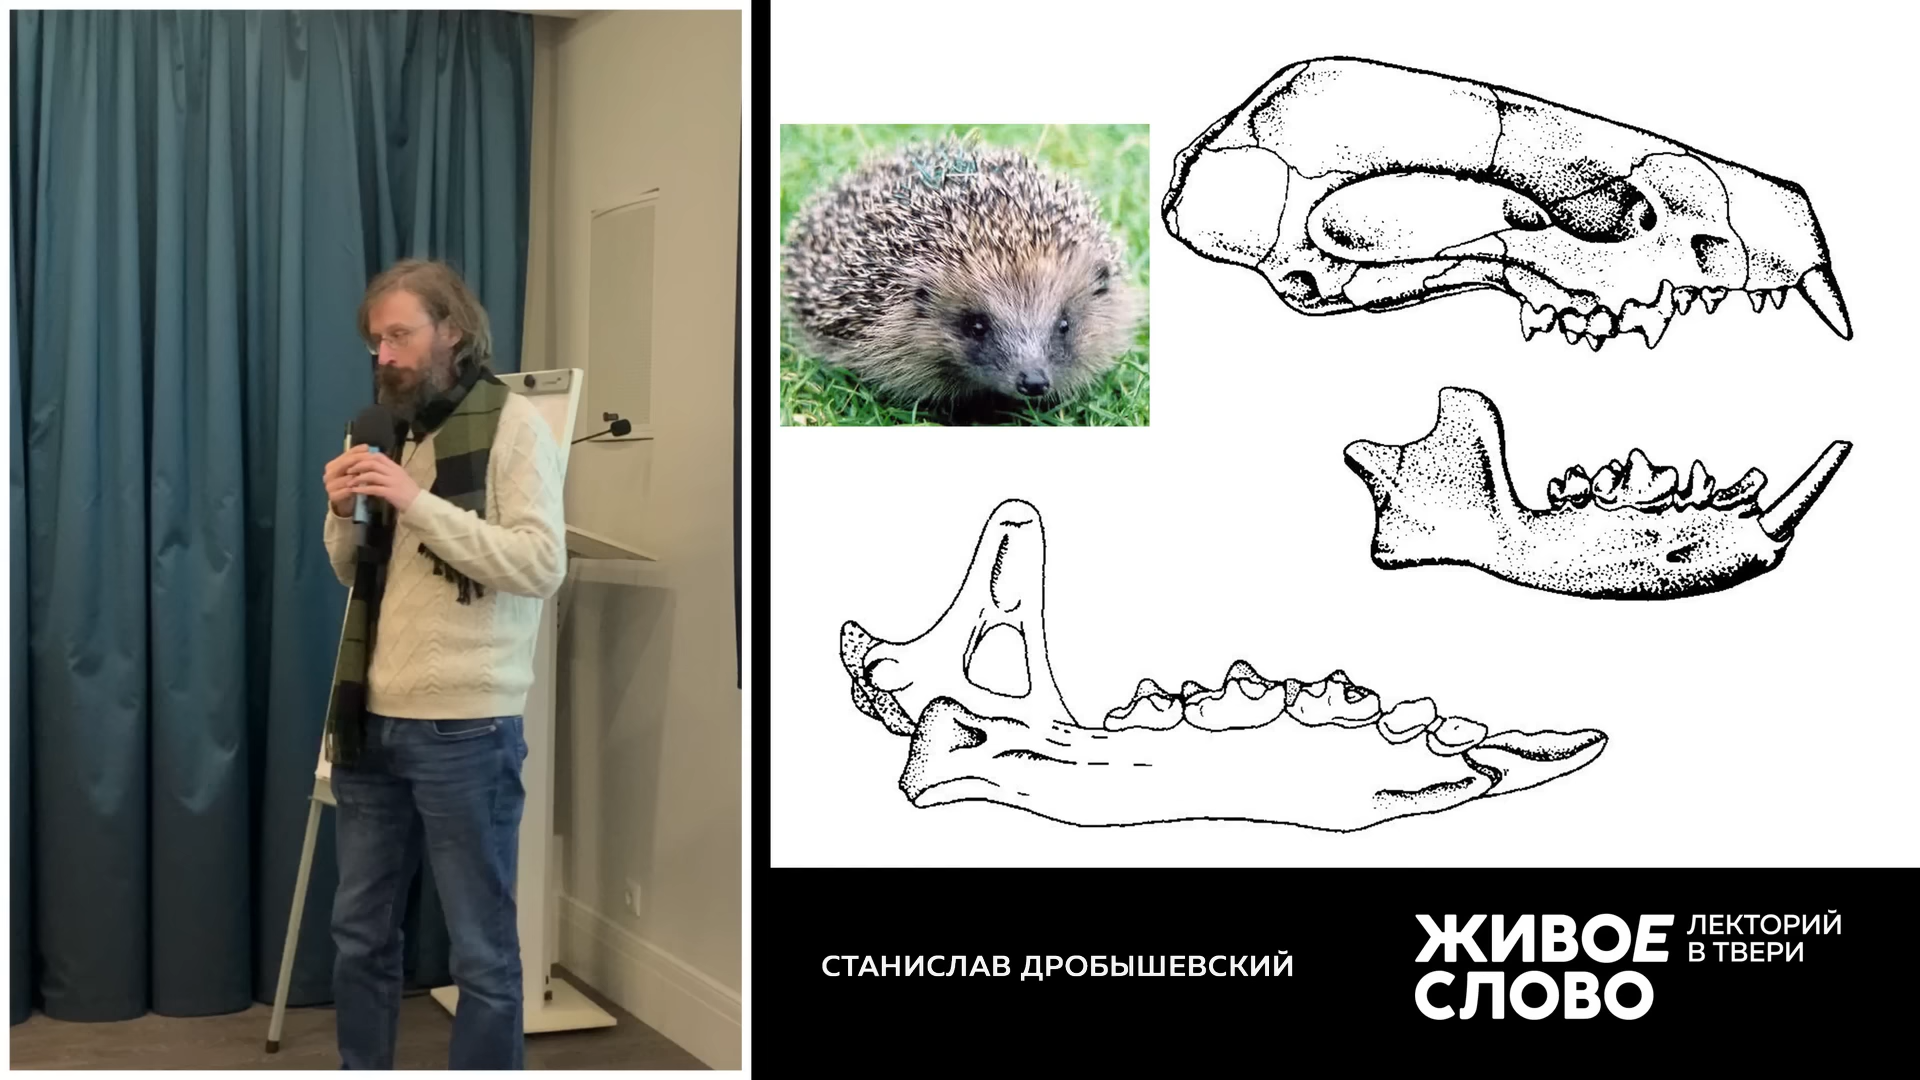 СТАНИСЛАВ ДРОБЫШЕВСКИЙ
ЖИВОЕ
СЛОВО
ЛЕКТОРИЙ
В ТВЕРИ